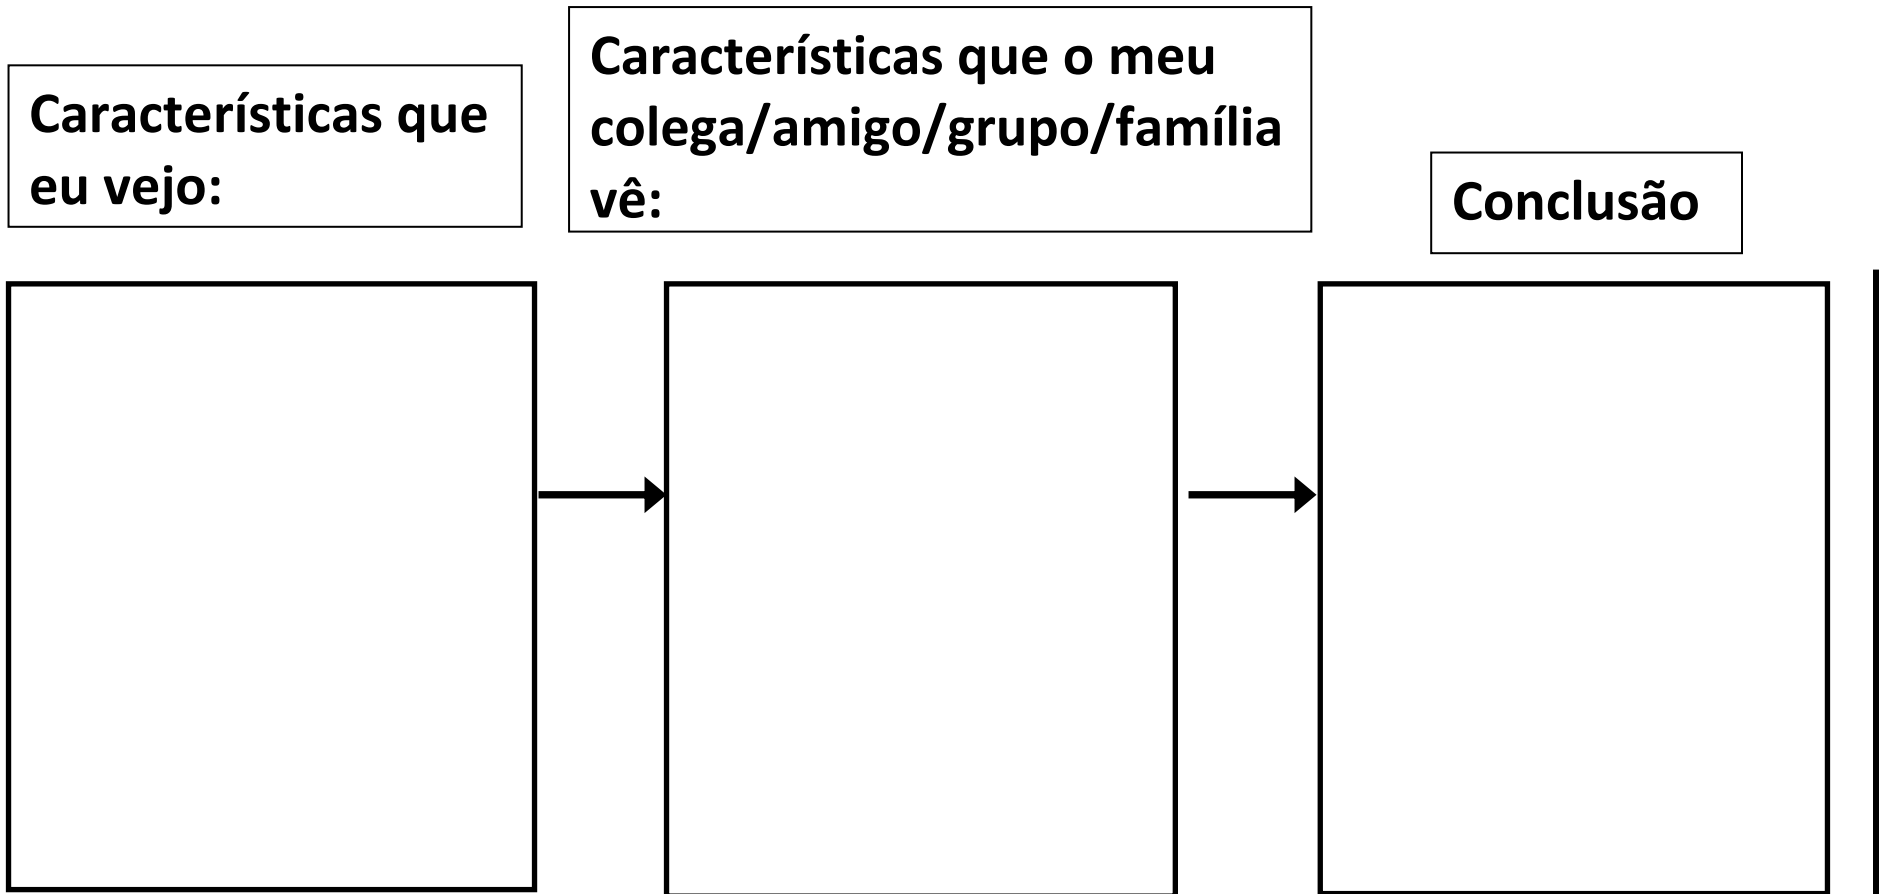 Características que
eu vejo:
Características que o meu
colega/amigo/grupo/família
vê:
Conclusão